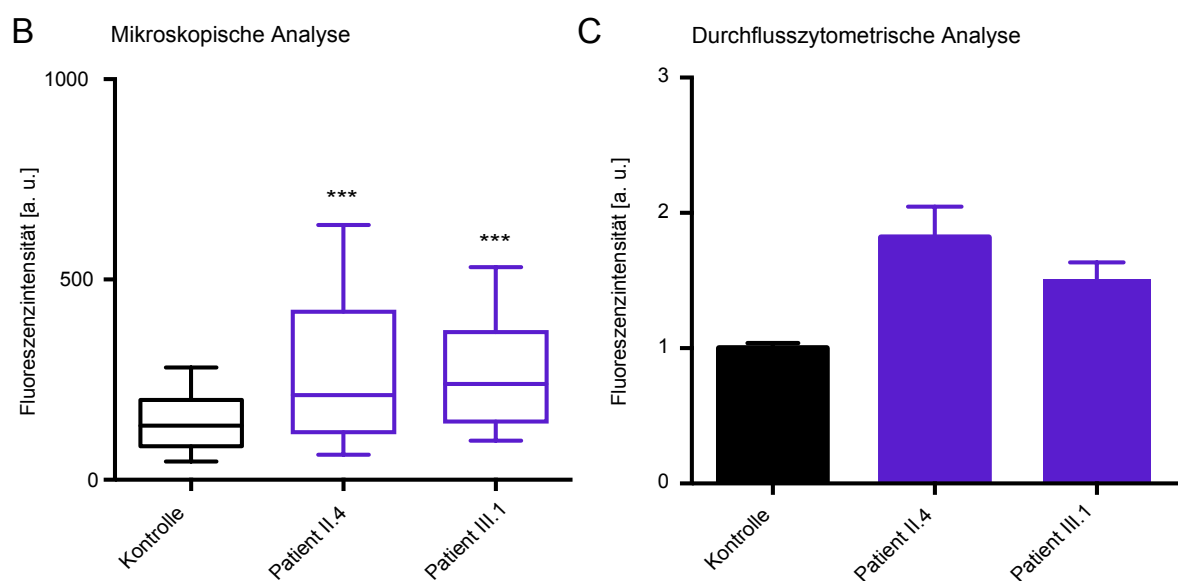 B
Mikroskopische Analyse
1000
500
0
Fluoreszenzintensität [a. u.]
***
***
Kontrolle
Patient II.4
Patient III.1
C
Durchflusszytometrische Analyse
3
2
1
0
Fluoreszenzintensität [a. u.]
Kontrolle
Patient II.4
Patient III.1